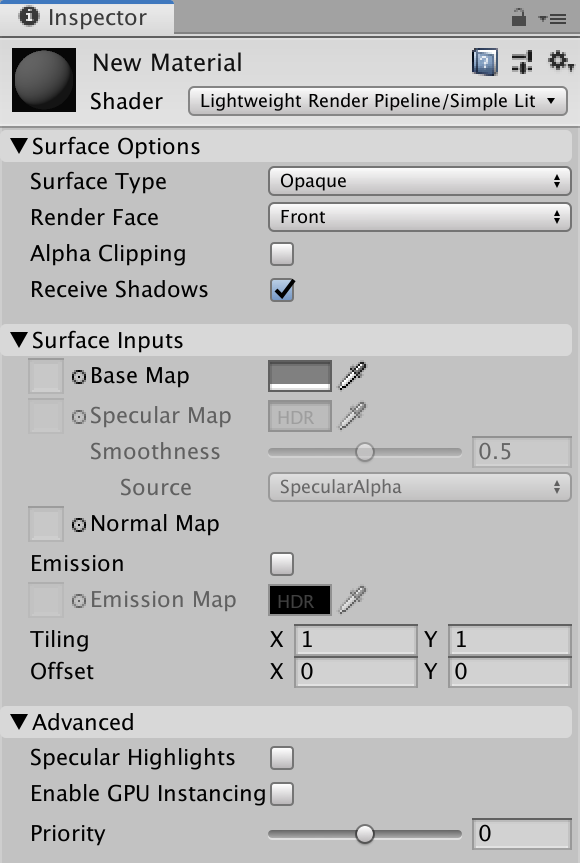 Inspector
New Material
Shader Lightweight Render Pipeline/Simple Lit
Surface Options
Surface Type Opaque
Render Face Front
Alpha Clipping
Receive Shadows
Surface Inputs
Base Map
Specular Map HDR
Smoothness 0.5
Source SpecularAlpha
Normal Map
Emission
Emission Map HDR
Tiling X 1 Y 1
Offset X 0 Y 0
Advanced
Specular Highlights
Enable GPU Instancing
Priority 0